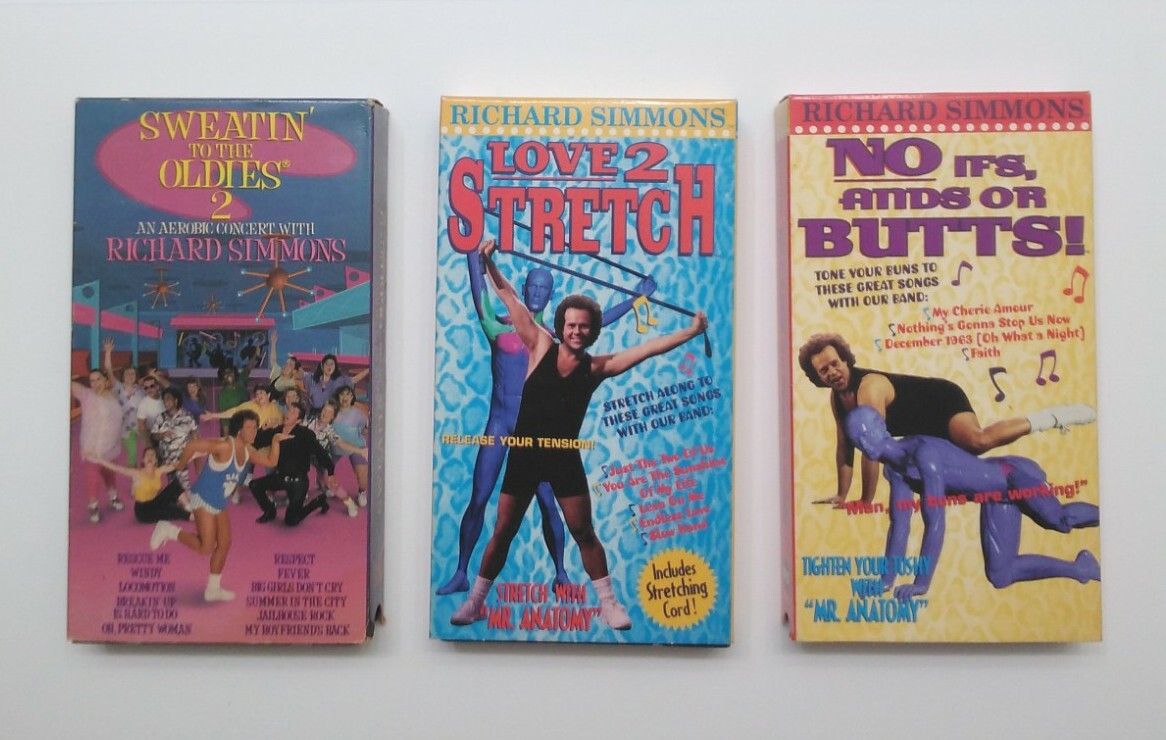 SWEATIN'
TO THE
OLDIES®
2
AN AEROBIC CONCERT WITH
RICHARD SIMMONS
RESCUE ME
WINDY
LOCOMOTION
BREAKIN' UP
IS HARD TO DO
OH, PRETTY WOMAN
RESPECT
FEVER
BIG GIRLS DON'T CRY
SUMMER IN THE CITY
JAILHOUSE ROCK
MY BOYFRIEND'S BACK
RICHARD SIMMONS
LOVE 2
STRETCH
STRETCH ALONG TO
THESE GREAT SONGS
WITH OUR BAND:
RELEASE YOUR TENSION!
Just The Two Of Us
You Are The Sunshine
Of My Life
Lean On Me
Endless Love
Slow Hand
Includes
Stretching
Cord!
STRETCH WITH
"MR. ANATOMY"
RICHARD SIMMONS
NO IFS,
ANDS OR
BUTTS!
TONE YOUR BUNS TO
THESE GREAT SONGS
WITH OUR BAND:
My Cherie Amour
Nothing's Gonna Stop Us Now
December 1963 (Oh What a Night)
Faith
"Man, my buns are working!"
TIGHTEN YOUR TUSHY
WITH
"MR. ANATOMY"